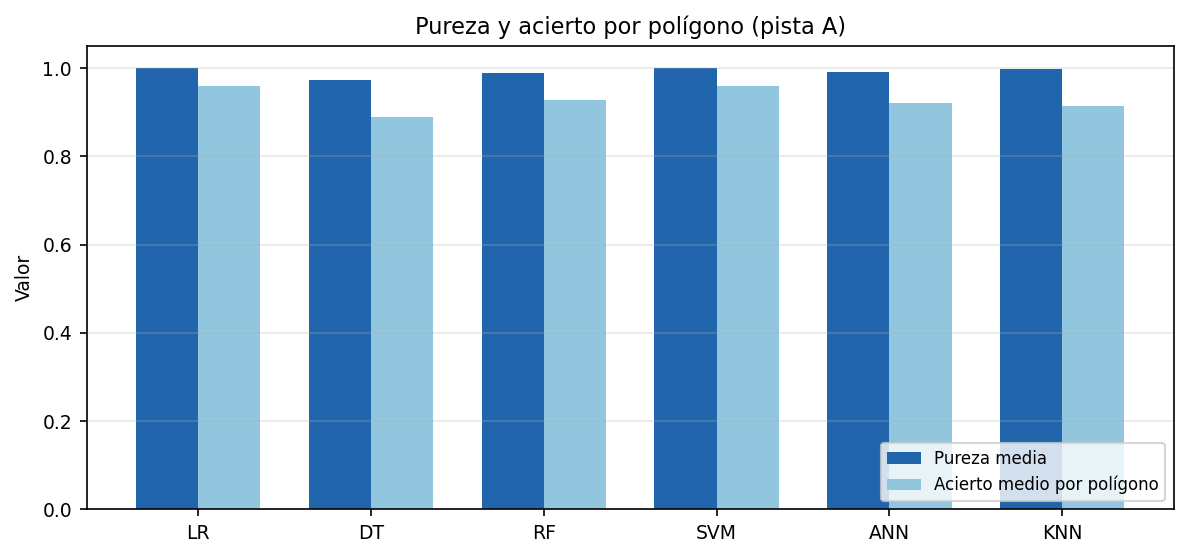 Pureza y acierto por polígono (pista A)
Valor
1.0
0.8
0.6
0.4
0.2
0.0
LR DT RF SVM ANN KNN
Pureza media
Acierto medio por polígono